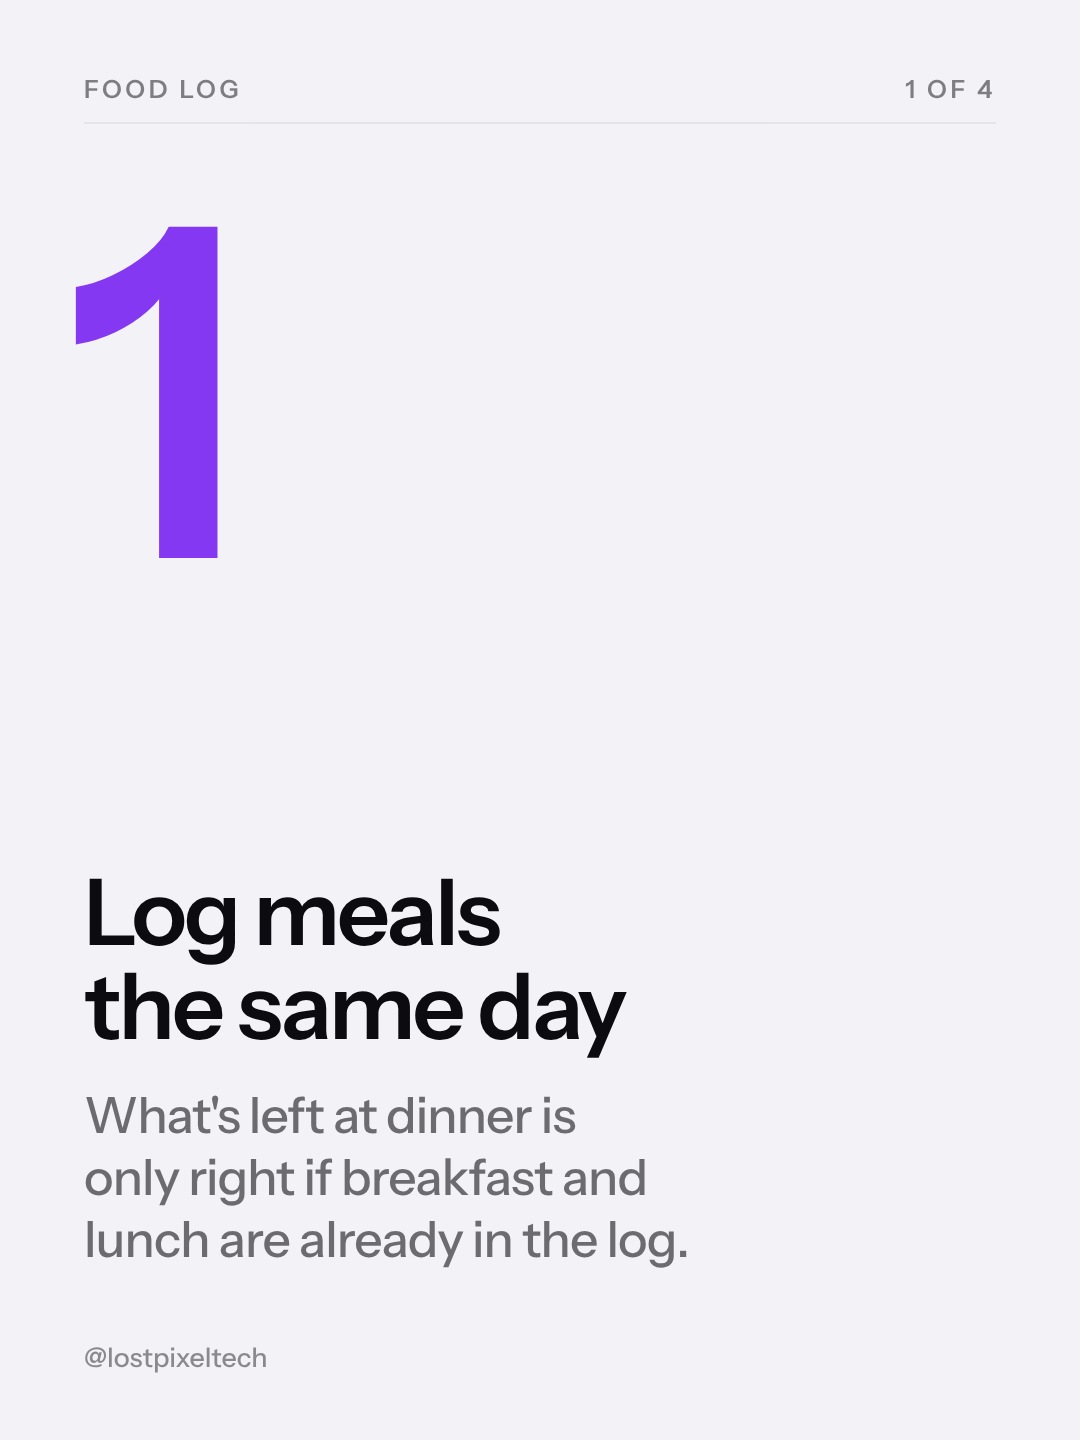 FOOD LOG
1 OF 4
1
Log meals
the same day
What's left at dinner is
only right if breakfast and
lunch are already in the log.
@lostpixeltech